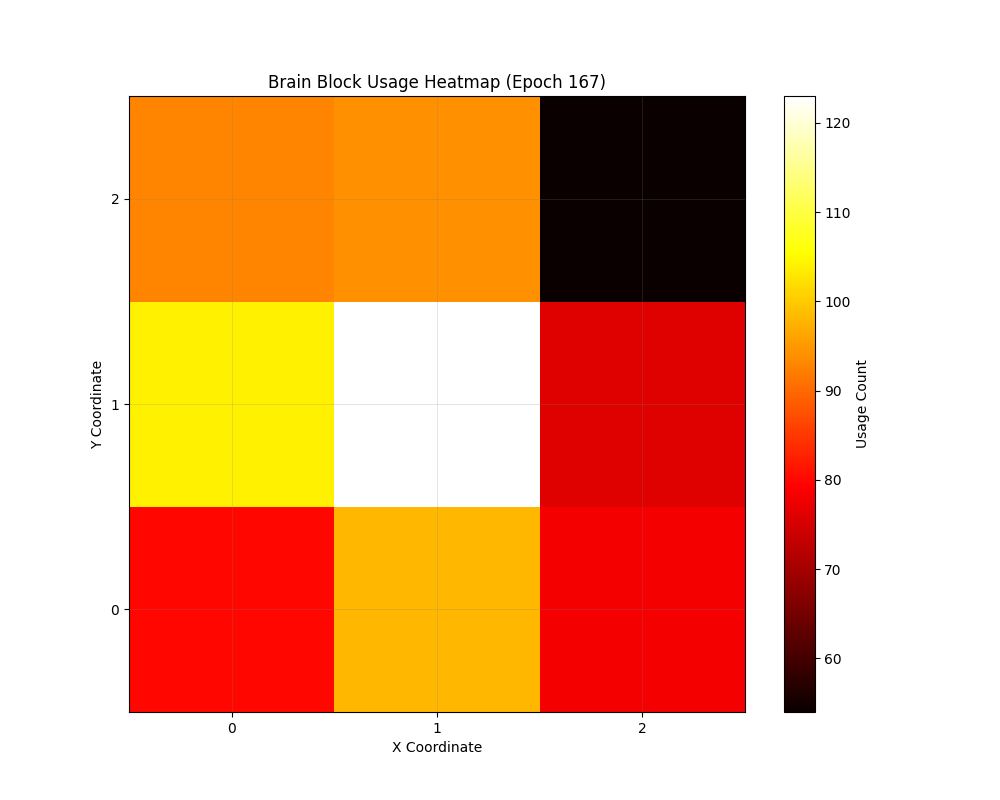 Brain Block Usage Heatmap (Epoch 167)
2
1
0
Y Coordinate
0 1 2
X Coordinate
120
110
100
90
80
70
60
Usage Count